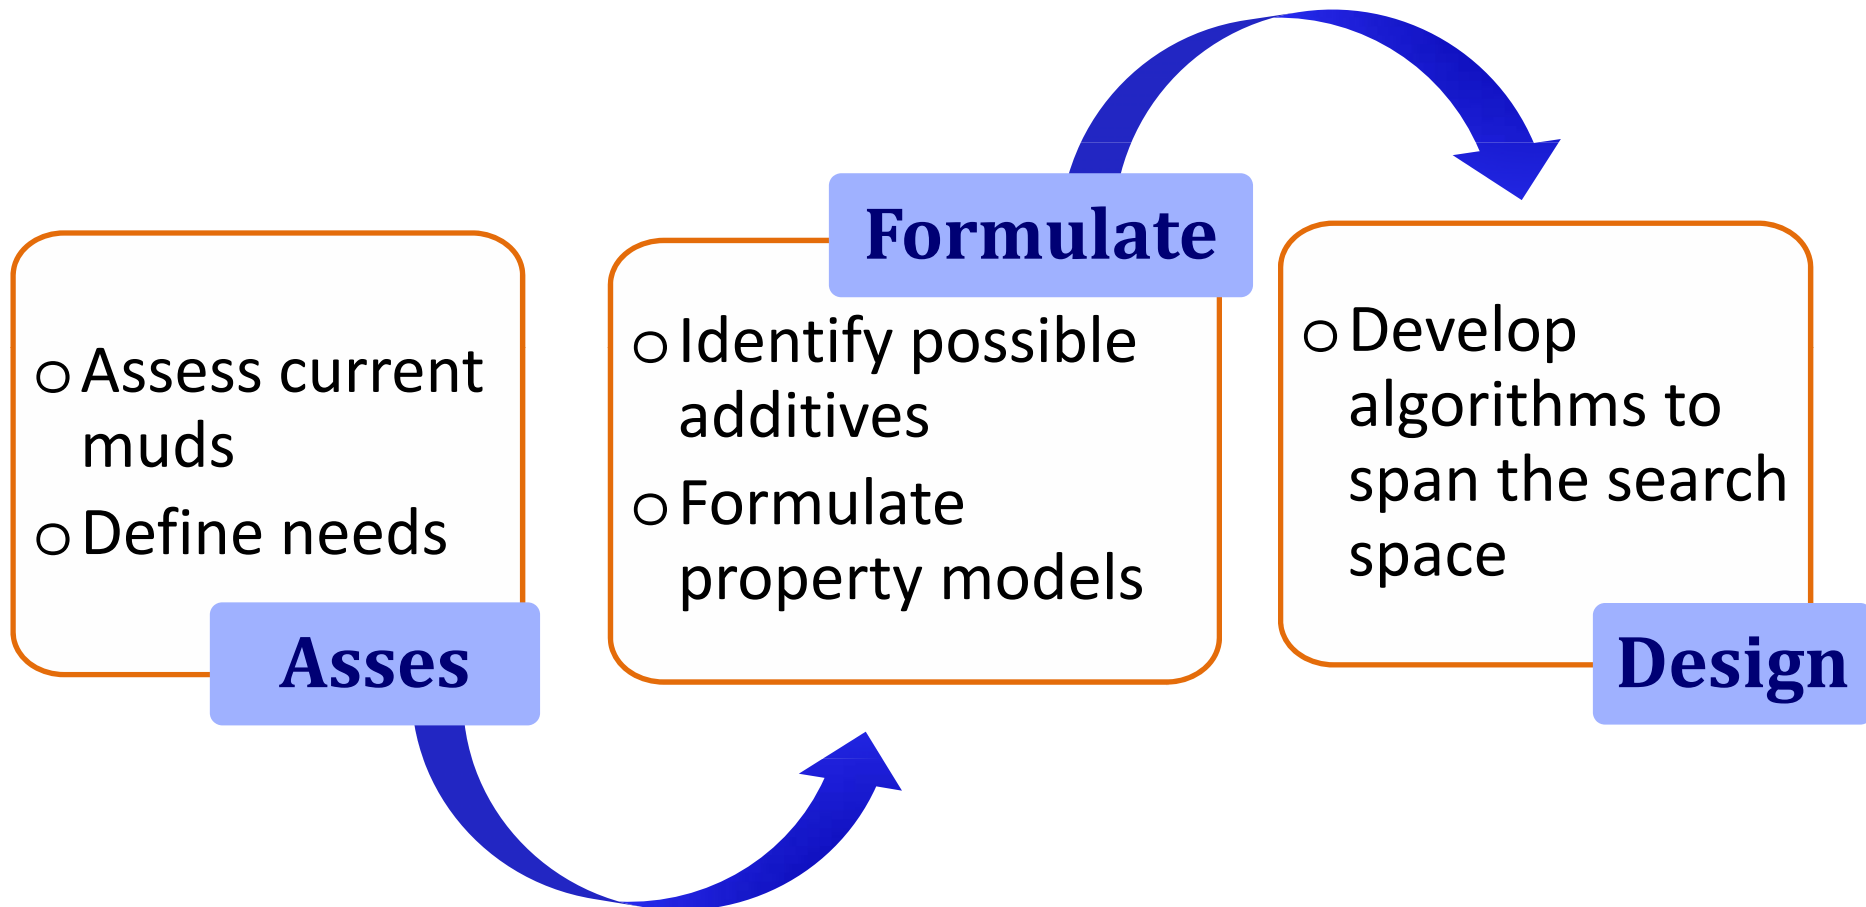 o Assess current
muds
o Define needs
Asses
Formulate
o Identify possible
additives
o Formulate
property models
o Develop
algorithms to
span the search
space
Design